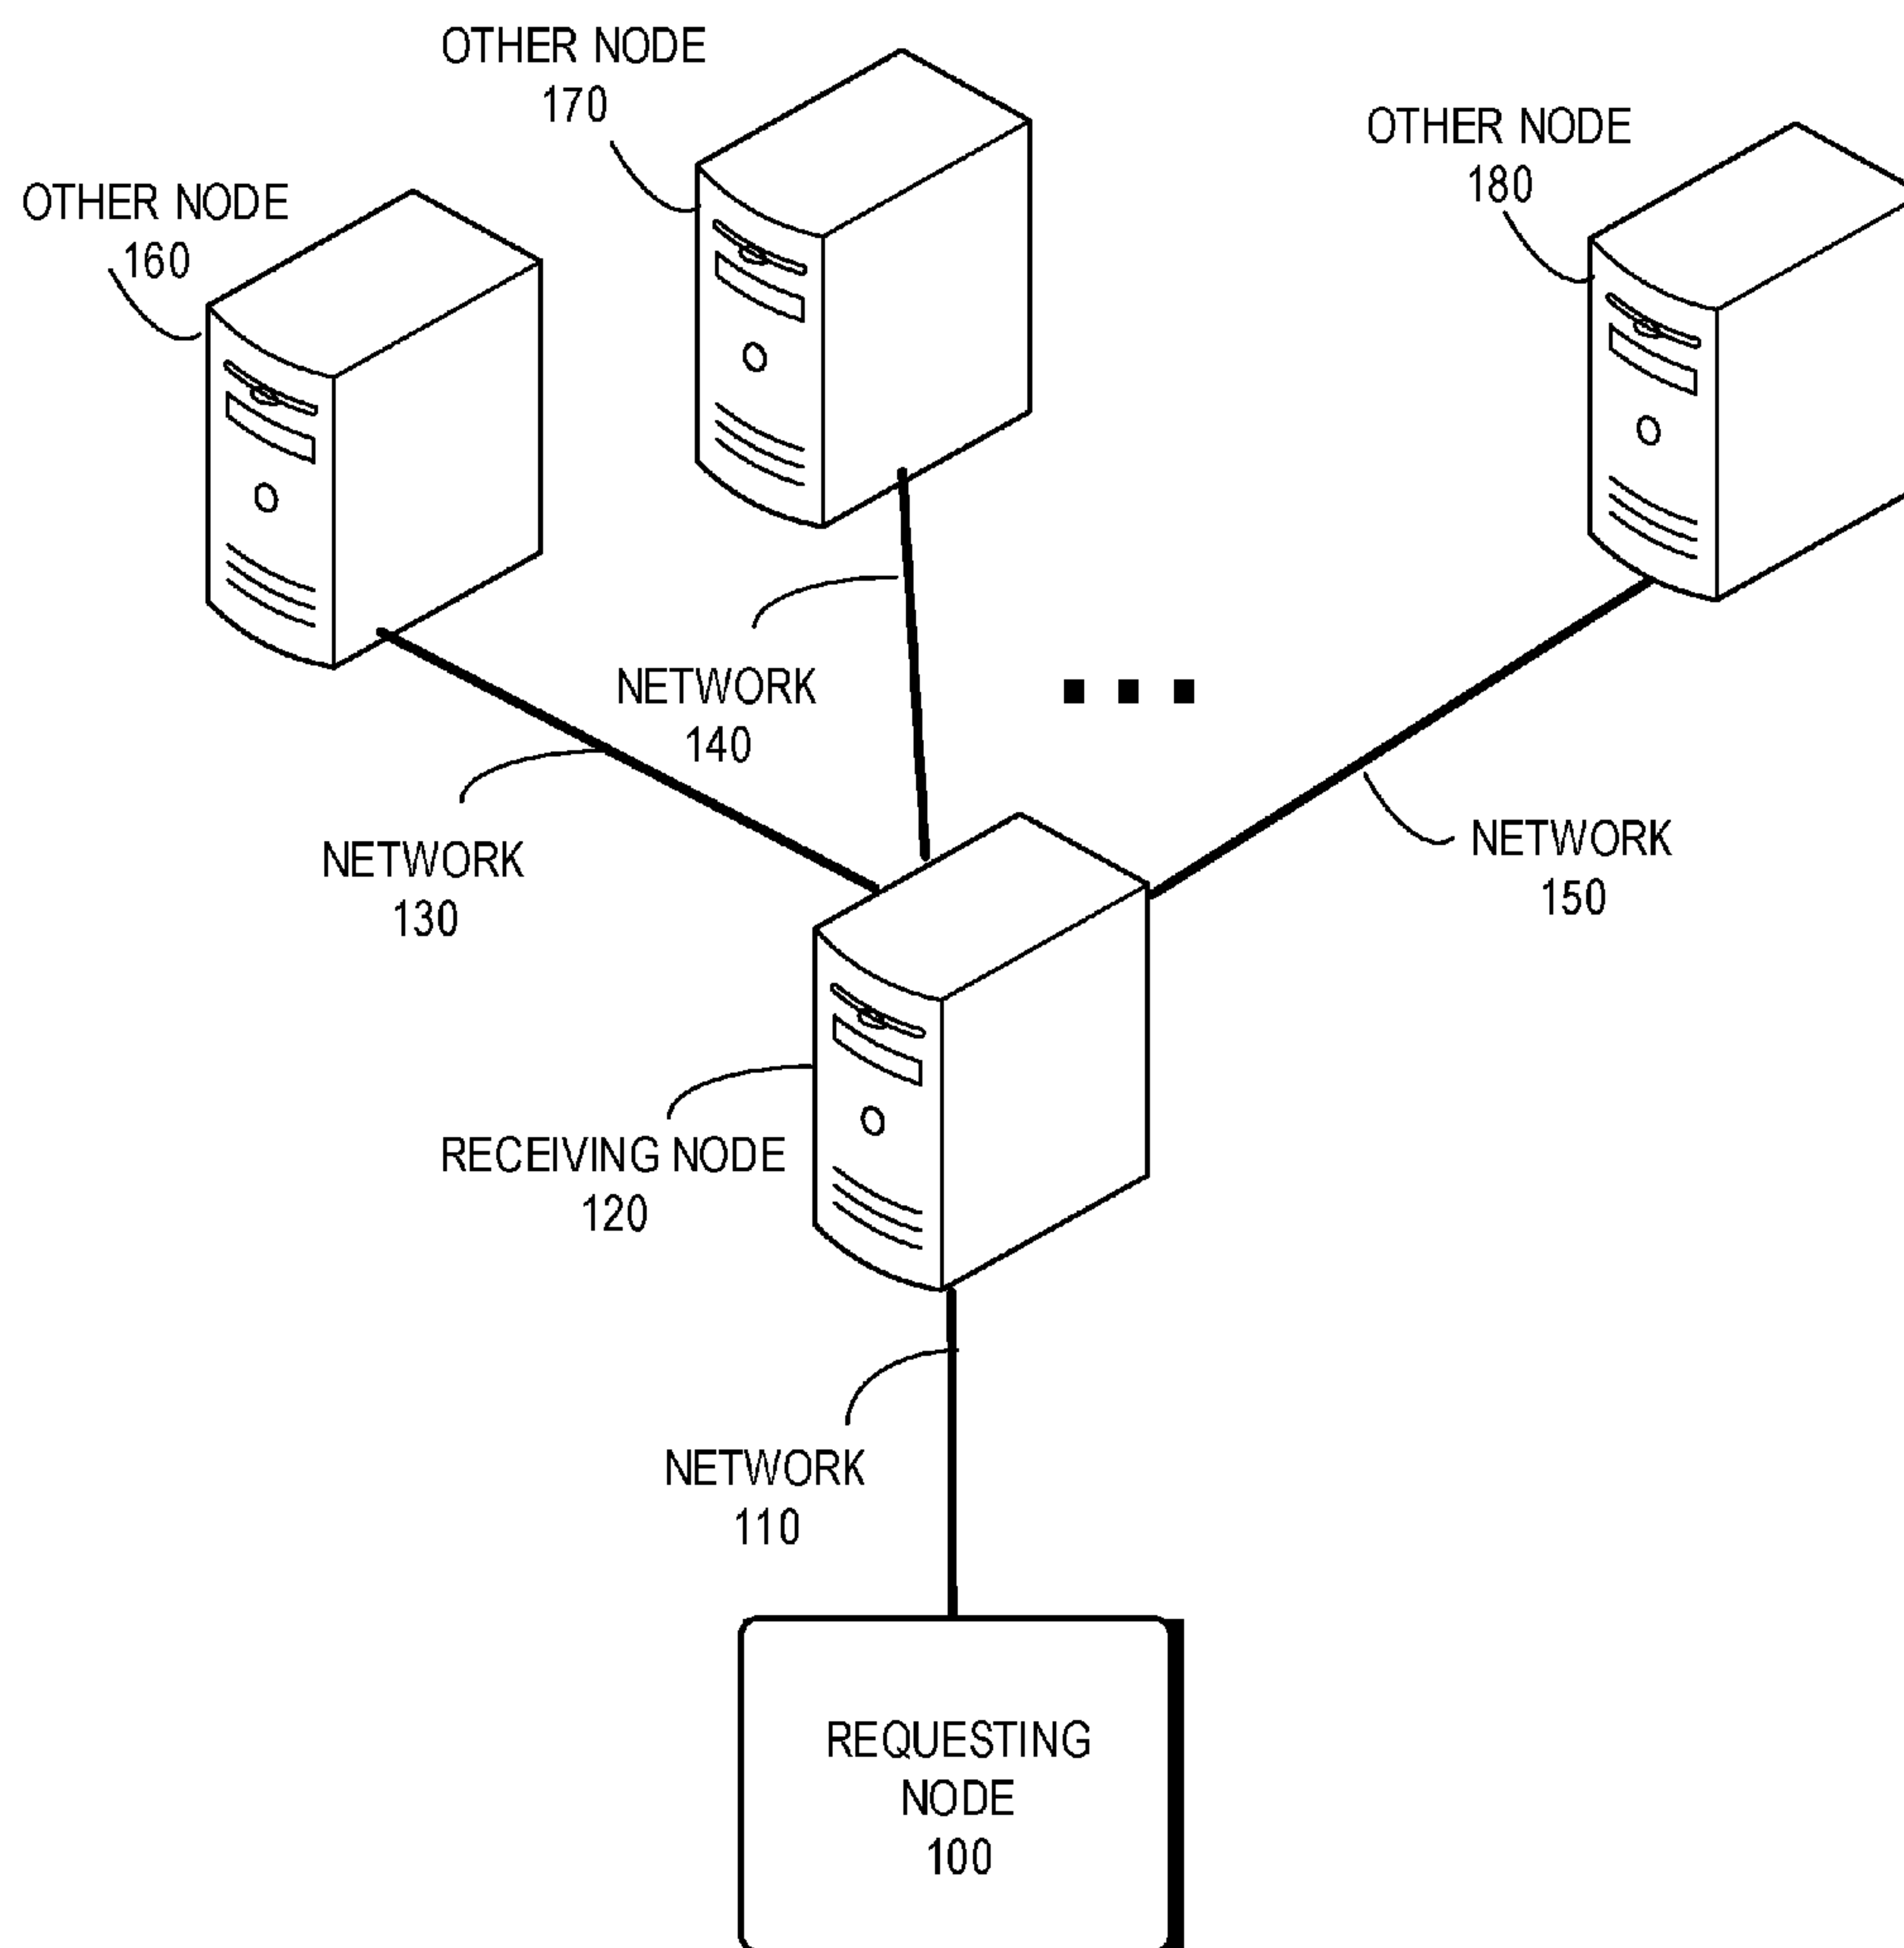 OTHER NODE
170
OTHER NODE
180
OTHER NODE
160
NETWORK
140
NETWORK
130
NETWORK
150
RECEIVING NODE
120
NETWORK
110
REQUESTING
NODE
100